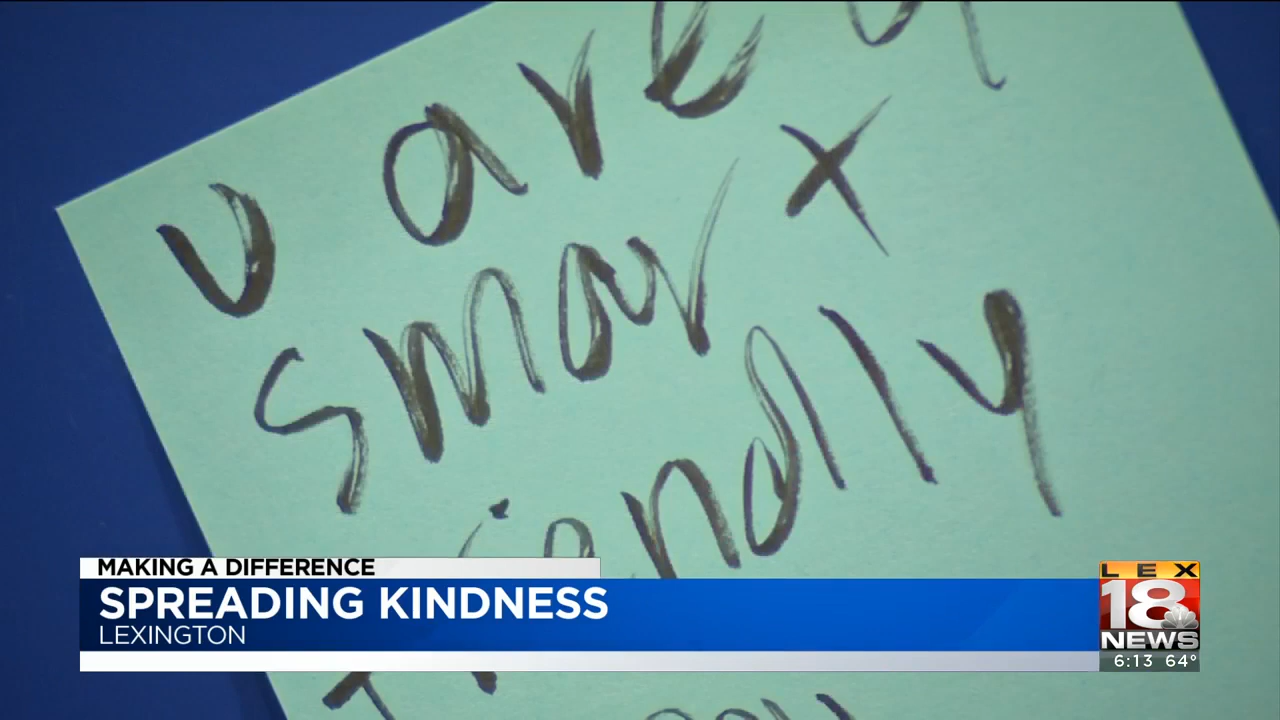 u are
smart
friendly
MAKING A DIFFERENCE
SPREADING KINDNESS
LEXINGTON
LEX
18
NEWS
6:13 64°